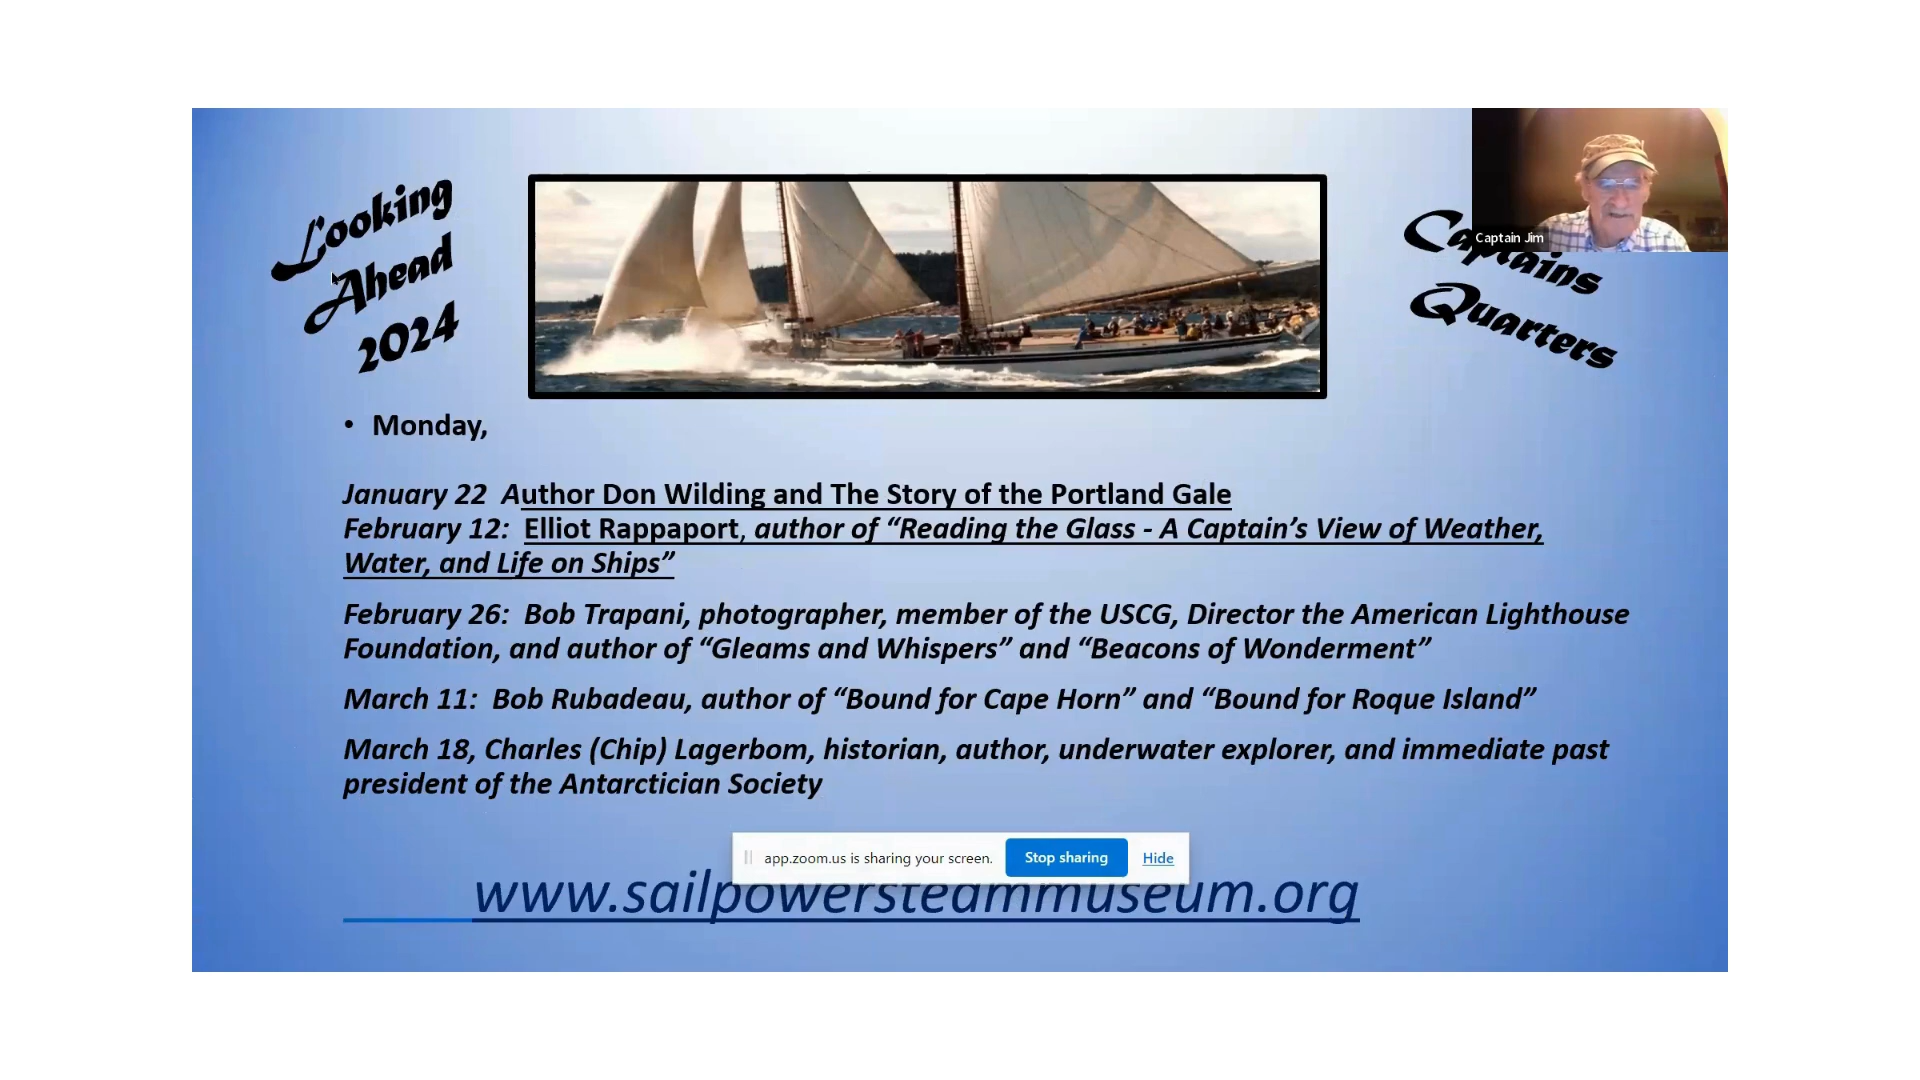 Looking
Ahead
2024
Captain Jim
Captains
Quarters
• Monday,
January 22  Author Don Wilding and The Story of the Portland Gale
February 12:  Elliot Rappaport, author of “Reading the Glass - A Captain’s View of Weather,
Water, and Life on Ships”
February 26:  Bob Trapani, photographer, member of the USCG, Director the American Lighthouse
Foundation, and author of “Gleams and Whispers” and “Beacons of Wonderment”
March 11:  Bob Rubadeau, author of “Bound for Cape Horn” and “Bound for Roque Island”
March 18, Charles (Chip) Lagerbom, historian, author, underwater explorer, and immediate past
president of the Antarctician Society
app.zoom.us is sharing your screen. Stop sharing Hide
www.sailpowersteammuseum.org